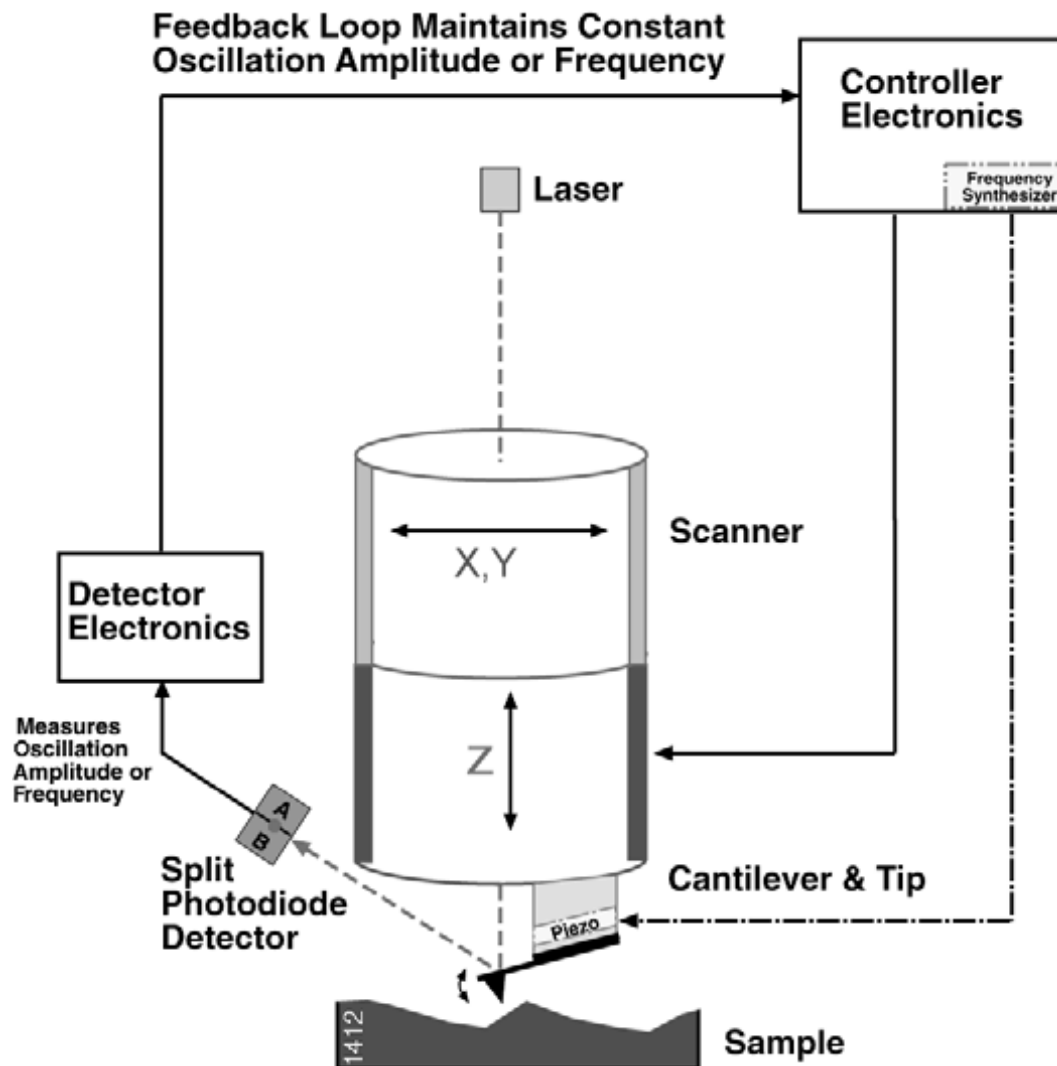 Feedback Loop Maintains Constant
Oscillation Amplitude or Frequency
Controller
Electronics
Frequency
Synthesizer
Laser
Scanner
X,Y
Detector
Electronics
Z
Measures
Oscillation
Amplitude or
Frequency
A
B
Split
Photodiode
Detector
Cantilever & Tip
Piezo
1412
Sample